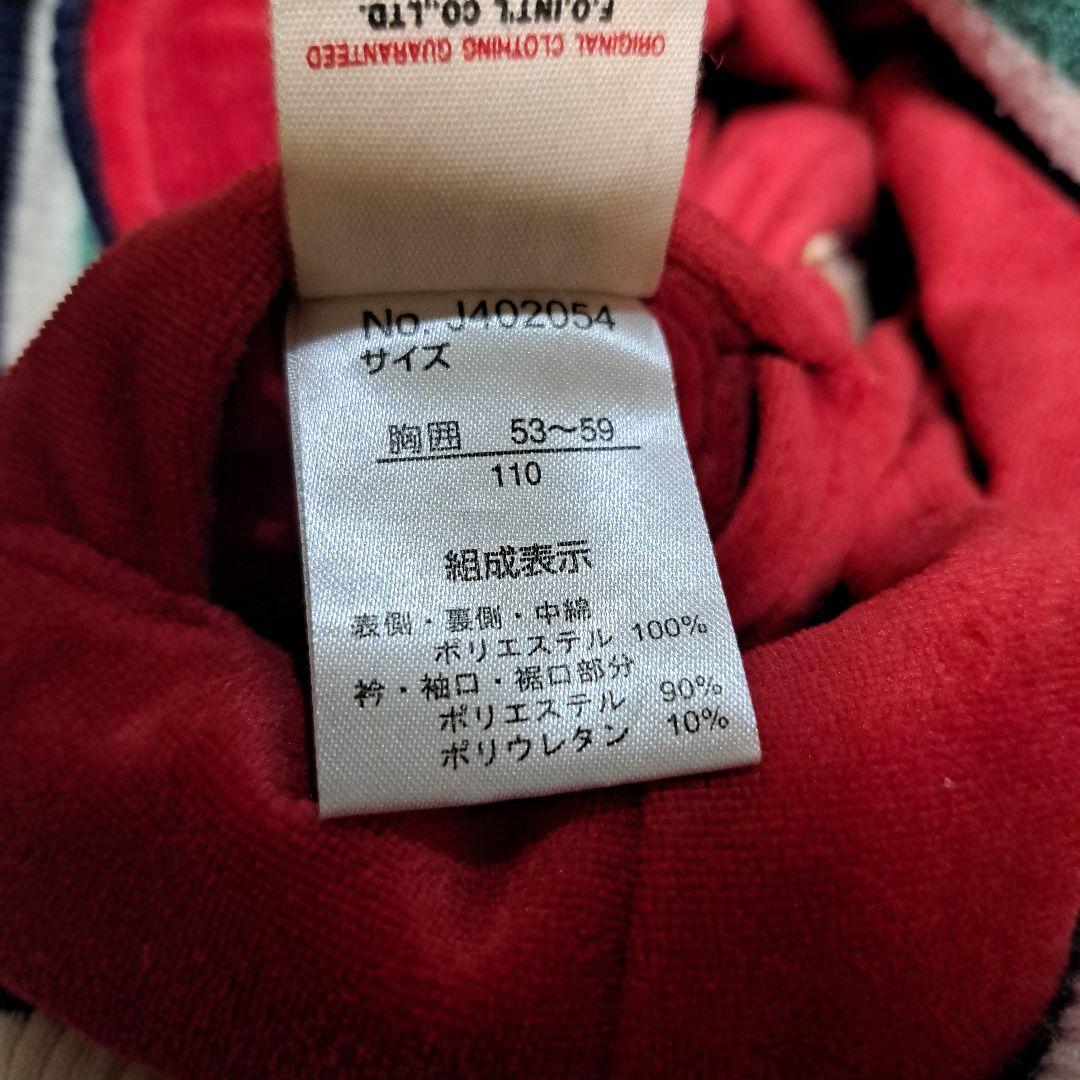 ORIGINAL CLOTHING GUARANTEED
F.O.INT'L CO.,LTD.
No. J402054
サイズ
胸囲 53〜59
110
組成表示
表側・裏側・中綿
ポリエステル 100%
衿・袖口・裾口部分
ポリエステル 90%
ポリウレタン 10%